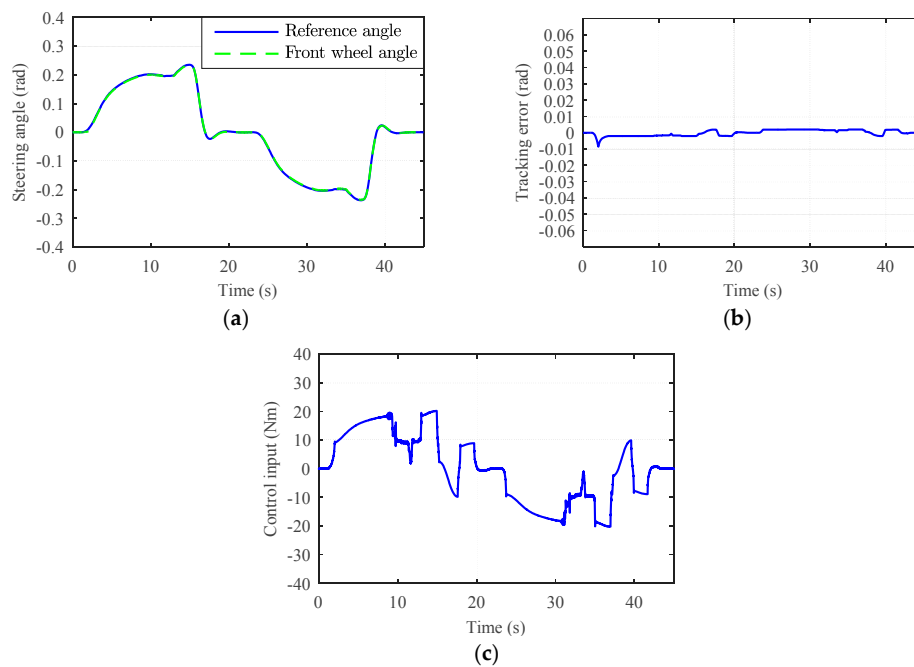 Steering angle (rad)
0.4
0.3
0.2
0.1
0
-0.1
-0.2
-0.3
-0.4
Reference angle
Front wheel angle
0 10 20 30 40
Time (s)
(a)
Tracking error (rad)
0.06
0.05
0.04
0.03
0.02
0.01
0
-0.01
-0.02
-0.03
-0.04
-0.05
-0.06
0 10 20 30 40
Time (s)
(b)
Control input (Nm)
40
30
20
10
0
-10
-20
-30
-40
0 10 20 30 40
Time (s)
(c)